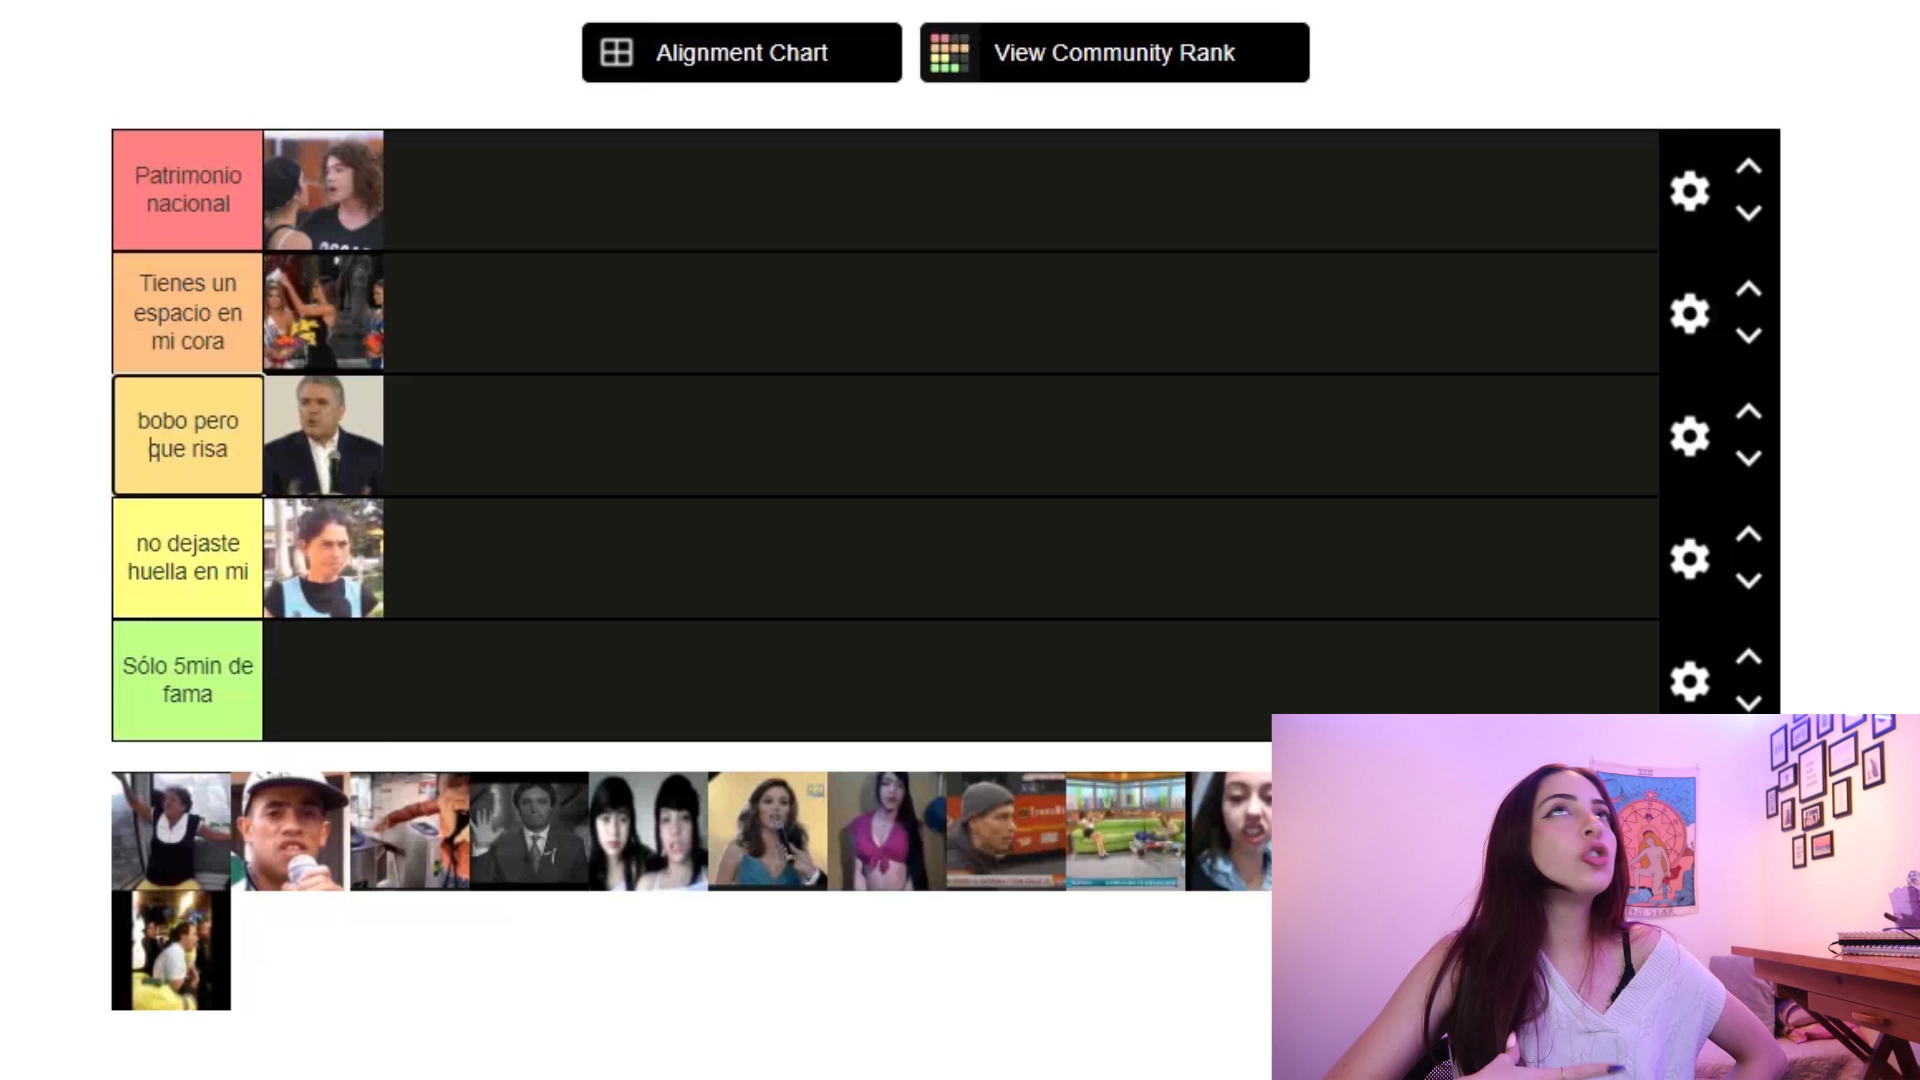 Alignment Chart
View Community Rank
Patrimonio
nacional
Tienes un
espacio en
mi cora
bobo pero
que risa
no dejaste
huella en mi
Sólo 5min de
fama